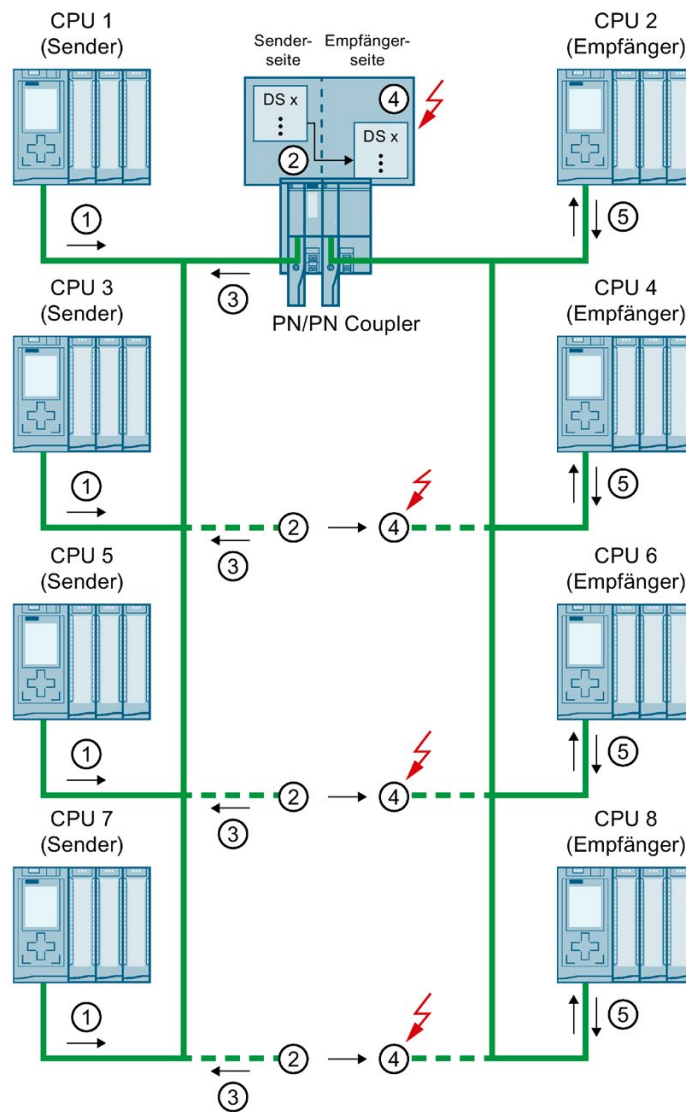 CPU 1
(Sender)
Sender-
seite
Empfänger-
seite
CPU 2
(Empfänger)
DS x
4
2
DS x
1
5
3
PN/PN Coupler
CPU 3
(Sender)
CPU 4
(Empfänger)
1
5
2
4
3
CPU 5
(Sender)
CPU 6
(Empfänger)
1
5
2
4
3
CPU 7
(Sender)
CPU 8
(Empfänger)
1
5
2
4
3